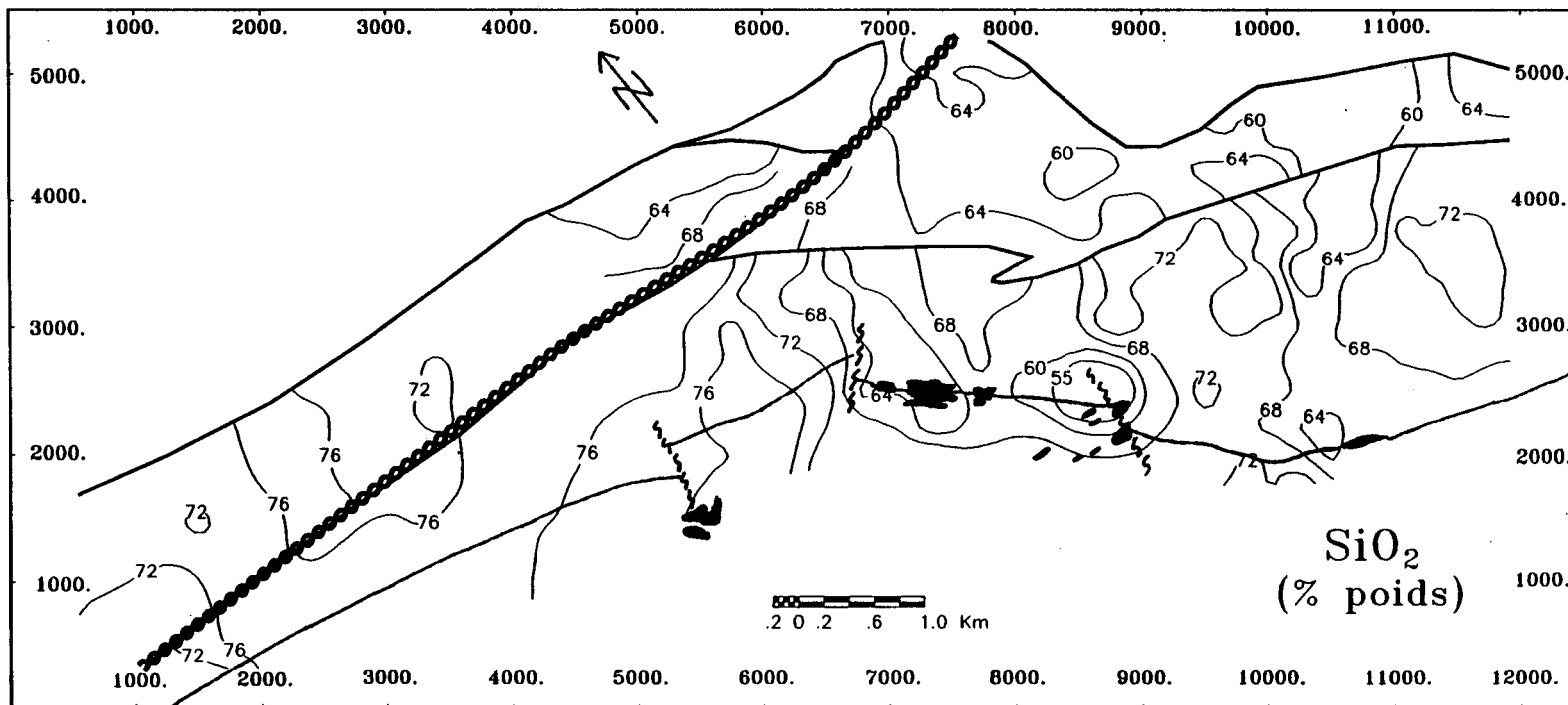 1000. 2000. 3000. 4000. 5000. 6000. 7000. 8000. 9000. 10000. 11000.
5000. N 64 60 60 64 5000.
60 64
4000. 64 68 64 72 4000.
68 72 64
3000. 68 68 3000.
72 68 68
72 60 55 72
64 76 68 64
2000. 76 76 72 2000.
72 76 76
SiO2
1000. 72 (% poids) 1000.
.2 0 .2 .6 1.0 Km
72 76
1000. 2000. 3000. 4000. 5000. 6000. 7000. 8000. 9000. 10000. 11000. 12000.